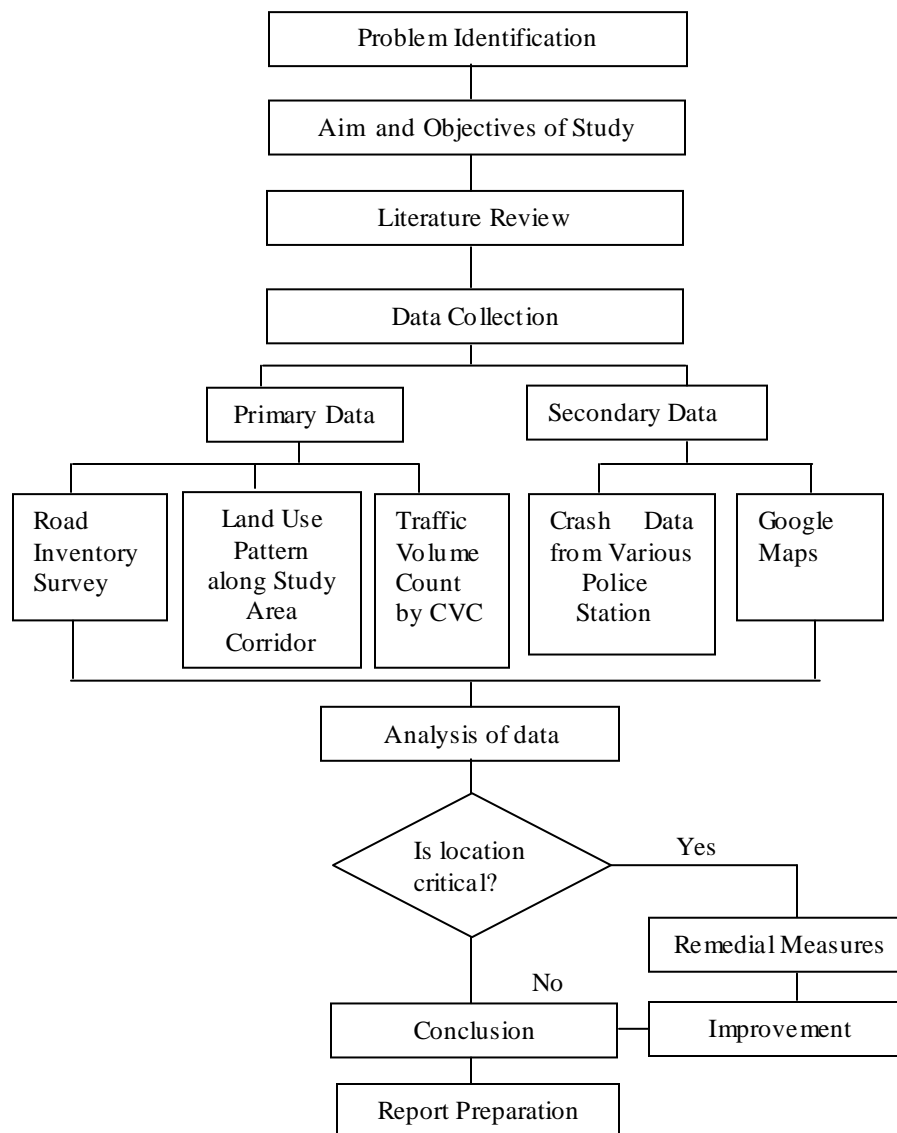 Problem Identification
Aim and Objectives of Study
Literature Review
Data Collection
Primary Data
Secondary Data
Road
Inventory
Survey
Land Use
Pattern
along Study
Area
Corridor
Traffic
Volume
Count
by CVC
Crash Data
from Various
Police
Station
Google
Maps
Analysis of data
Is location
critical?
Yes
Remedial Measures
No
Conclusion
Improvement
Report Preparation